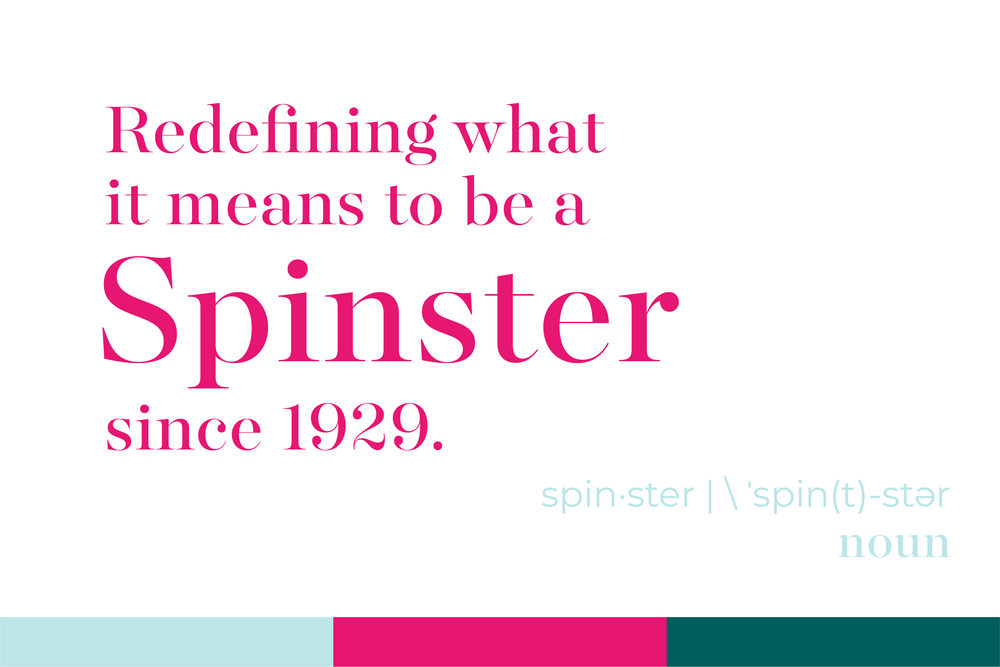 Redefining what
it means to be a
Spinster
since 1929.
spin·ster | \ ˈspin(t)-stər
noun